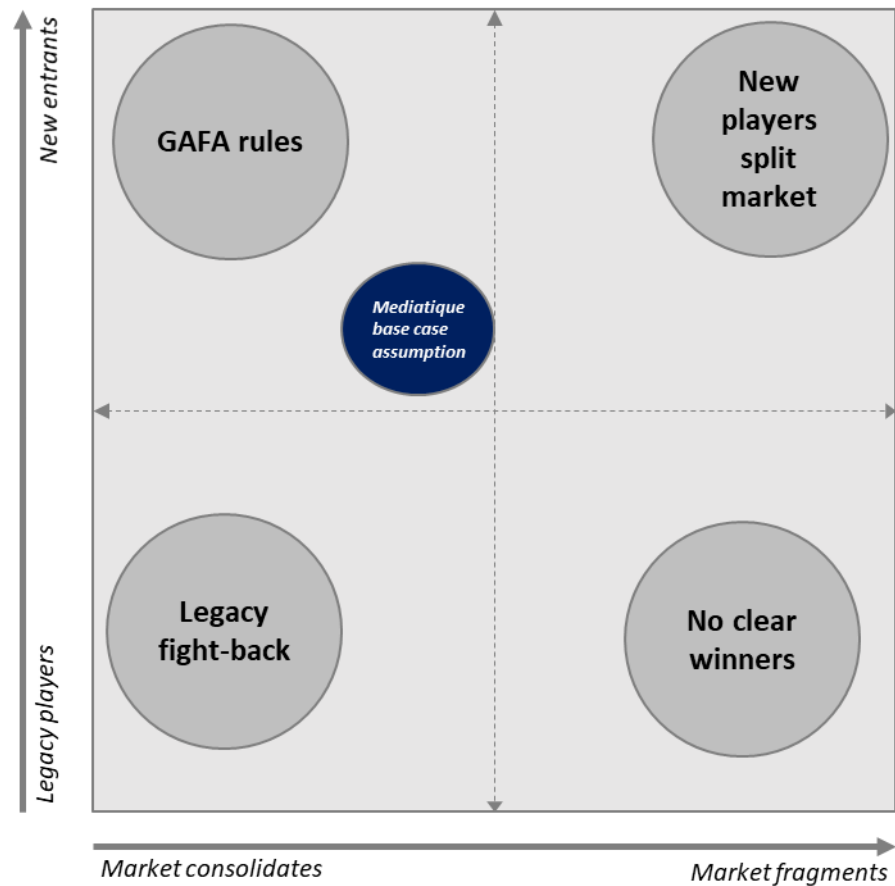 New entrants
GAFA rules
New
players
split
market
Mediatique
base case
assumption
Legacy
fight-back
No clear
winners
Legacy players
Market consolidates
Market fragments